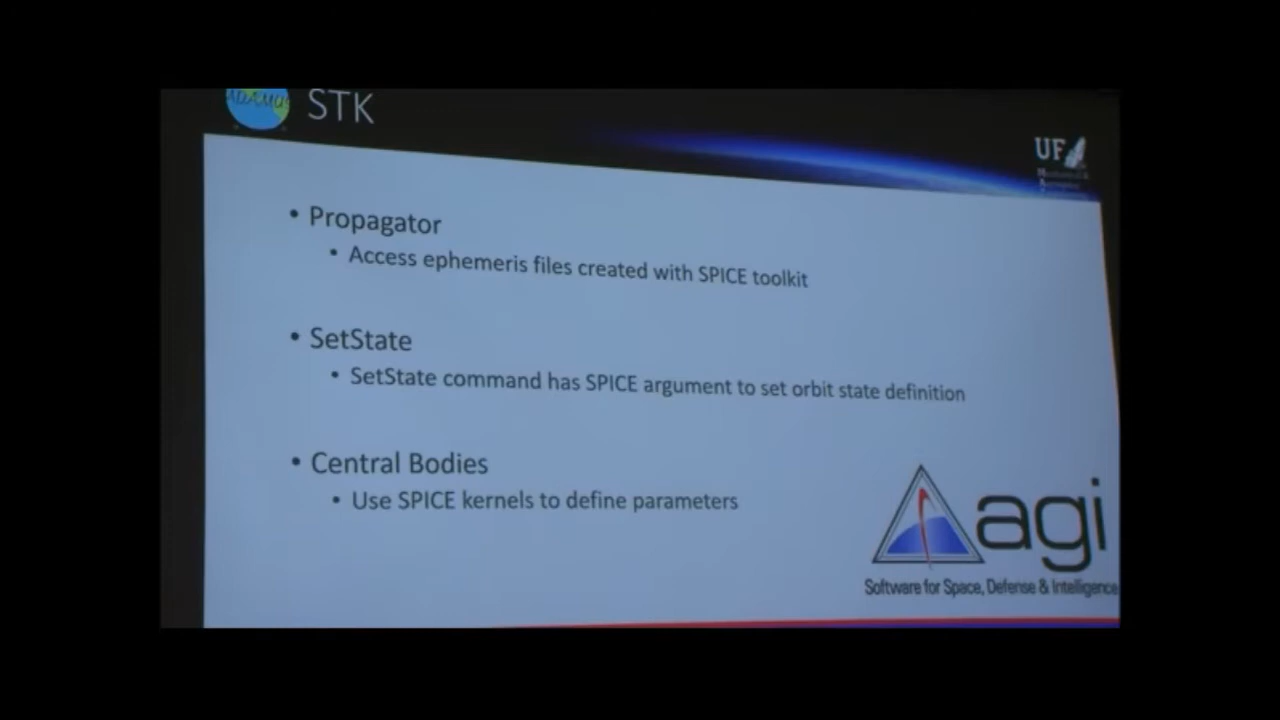 ADAMUS
STK
UF
• Propagator
• Access ephemeris files created with SPICE toolkit
• SetState
• SetState command has SPICE argument to set orbit state definition
• Central Bodies
• Use SPICE kernels to define parameters
agi
Software for Space, Defense & Intelligence